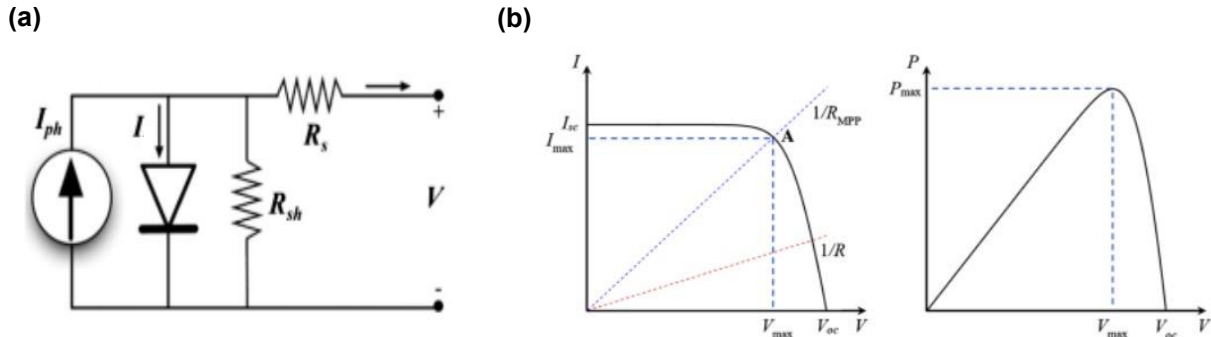 (a)
I_ph
I
R_s
R_sh
+
V
-
(b)
I
I_sc
I_max
A
1/R_MPP
1/R
V_max
V_oc
V
P
P_max
V_max
V_oc
V